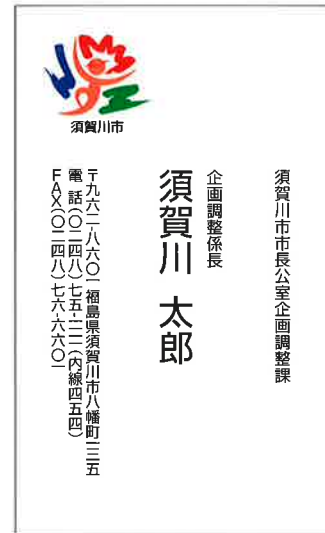 須賀川市
須賀川市市長公室企画調整課
企画調整係長
須賀川 太郎
〒九六二-八六〇一 福島県須賀川市八幡町一三五
電 話(〇二四八)七五-一一一一(内線四五四)
FAX(〇二四八)七六-六六〇一